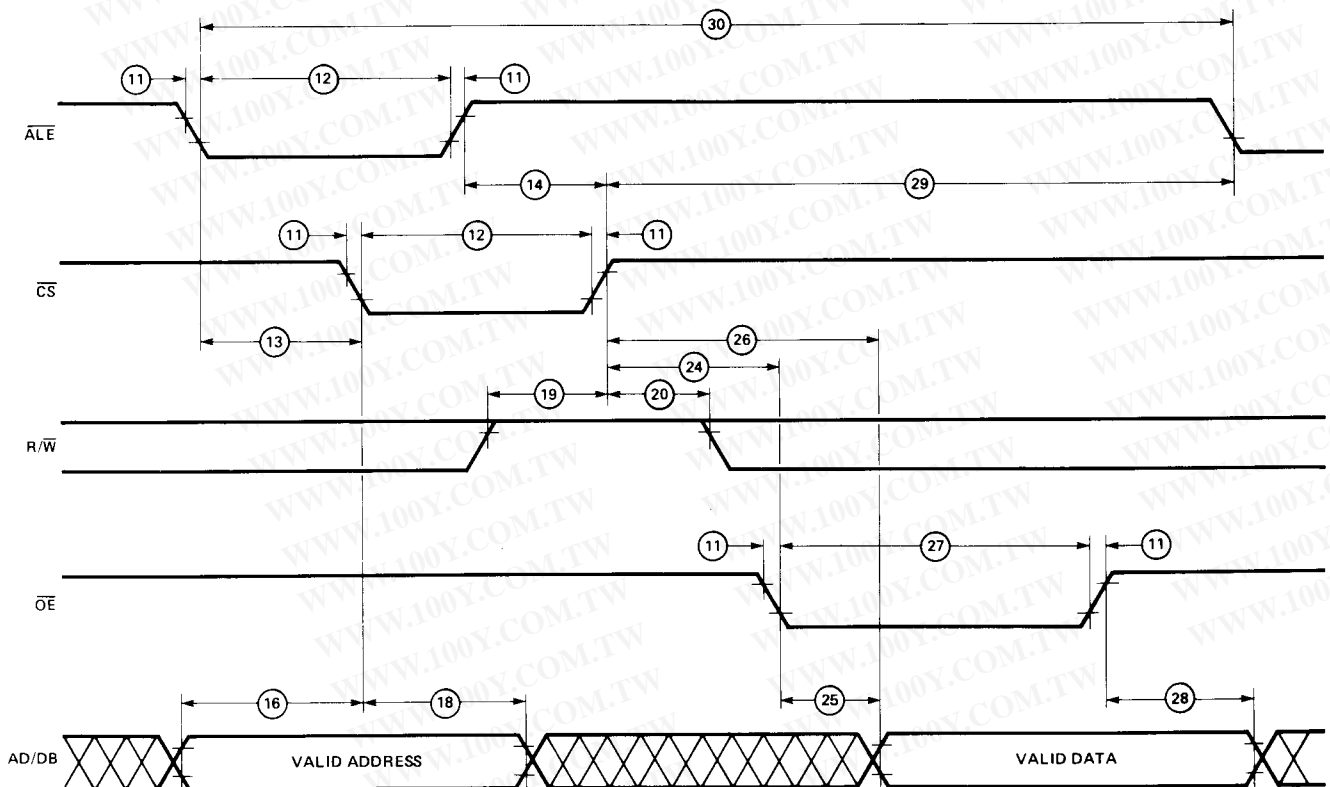 30
11 12 11
ALE
14 29
11 12 11
CS
13 26
24
19 20
R/W
11 27 11
OE
16 18 25 28
AD/DB VALID ADDRESS VALID DATA
WWW.100Y.COM.TW